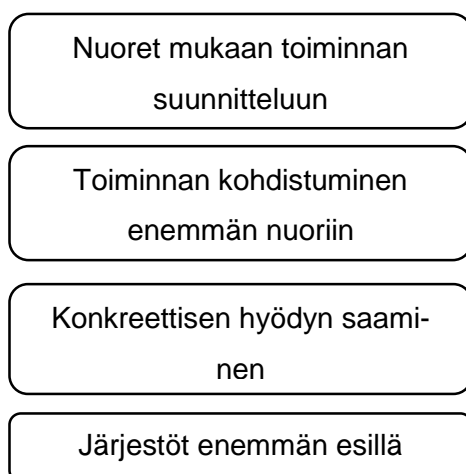 Nuoret mukaan toiminnan
suunnitteluun
Toiminnan kohdistuminen
enemmän nuoriin
Konkreettisen hyödyn saami-
nen
Järjestöt enemmän esillä